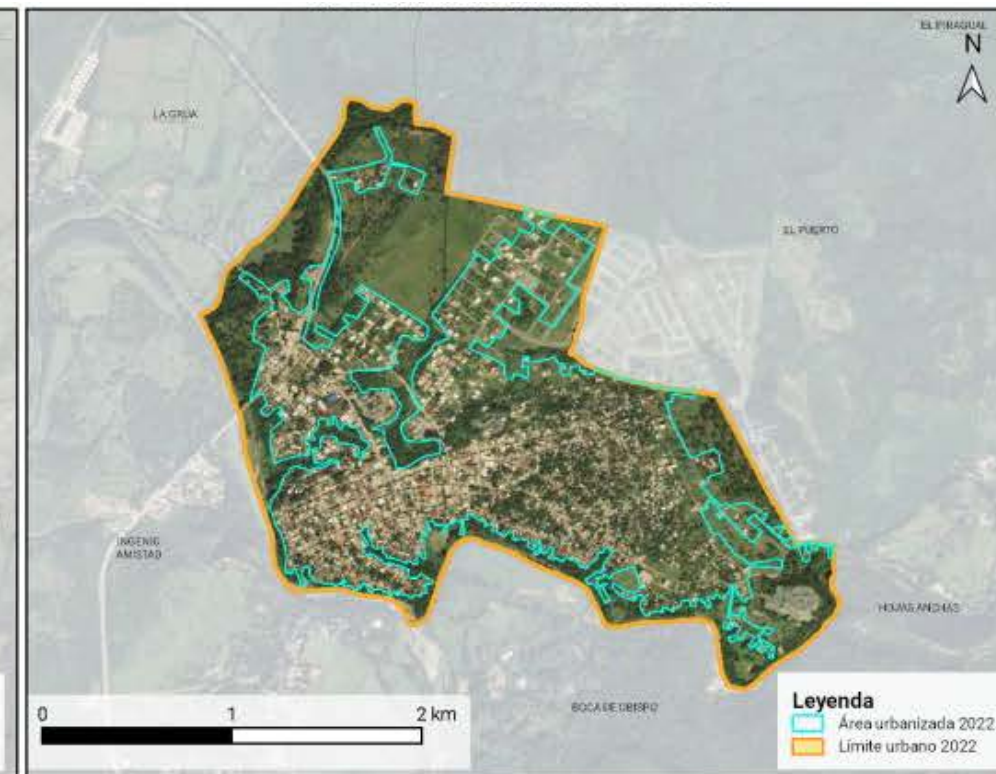 EL PIRAGUAL
N
LA GRUA
EL PUERTO
INGENIO
AMISTAD
HOJAS ANCHAS
BOCA DE OBISPO
0 1 2 km
Leyenda
Área urbanizada 2022
Límite urbano 2022